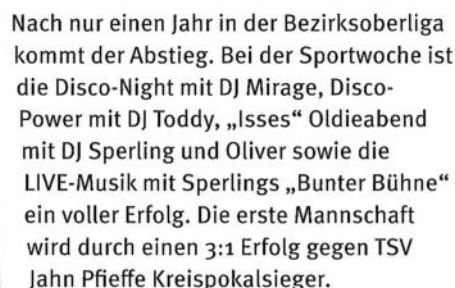 Nach nur einen Jahr in der Bezirksoberliga
kommt der Abstieg. Bei der Sportwoche ist
die Disco-Night mit DJ Mirage, Disco-
Power mit DJ Toddy, „Isses“ Oldieabend
mit DJ Sperling und Oliver sowie die
LIVE-Musik mit Sperlings „Bunter Bühne“
ein voller Erfolg. Die erste Mannschaft
wird durch einen 3:1 Erfolg gegen TSV
Jahn Pfieffe Kreispokalsieger.